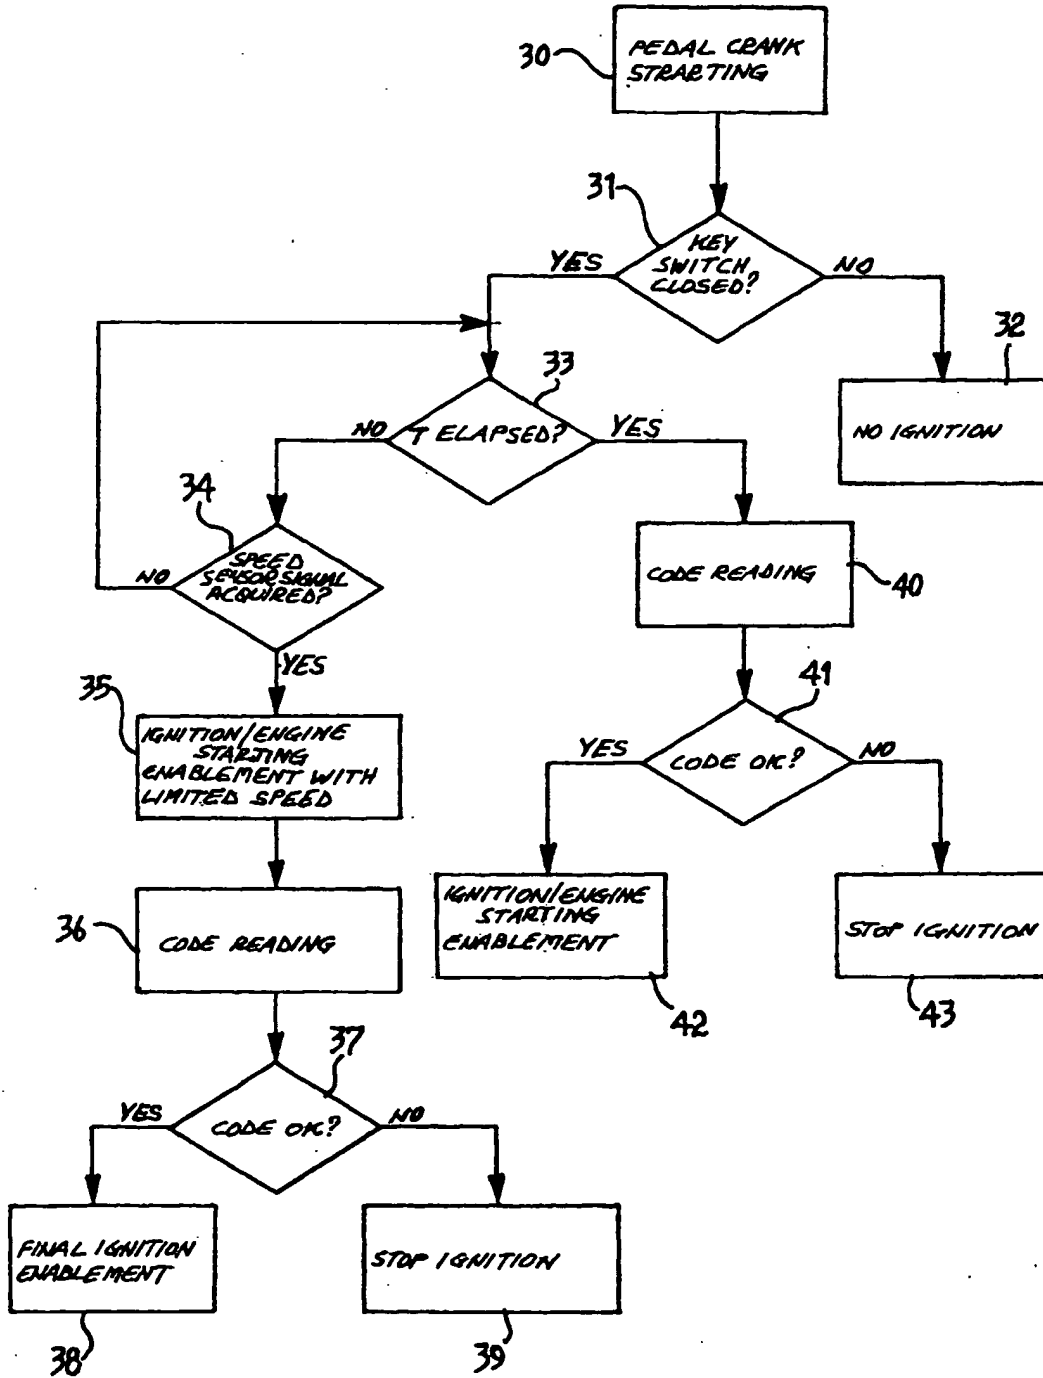 30
PEDAL CRANK
STRARTING
31
KEY
SWITCH
CLOSED?
YES
NO
32
NO IGNITION
33
T ELAPSED?
NO
YES
34
SPEED
SENSOR SIGNAL
ACQUIRED?
NO
YES
CODE READING
40
35
IGNITION/ENGINE
STARTING
ENABLEMENT WITH
LIMITED SPEED
41
CODE OK?
YES
NO
36
CODE READING
IGNITION/ENGINE
STARTING
ENABLEMENT
42
STOP IGNITION
43
37
CODE OK?
YES
NO
FINAL IGNITION
ENABLEMENT
38
STOP IGNITION
39